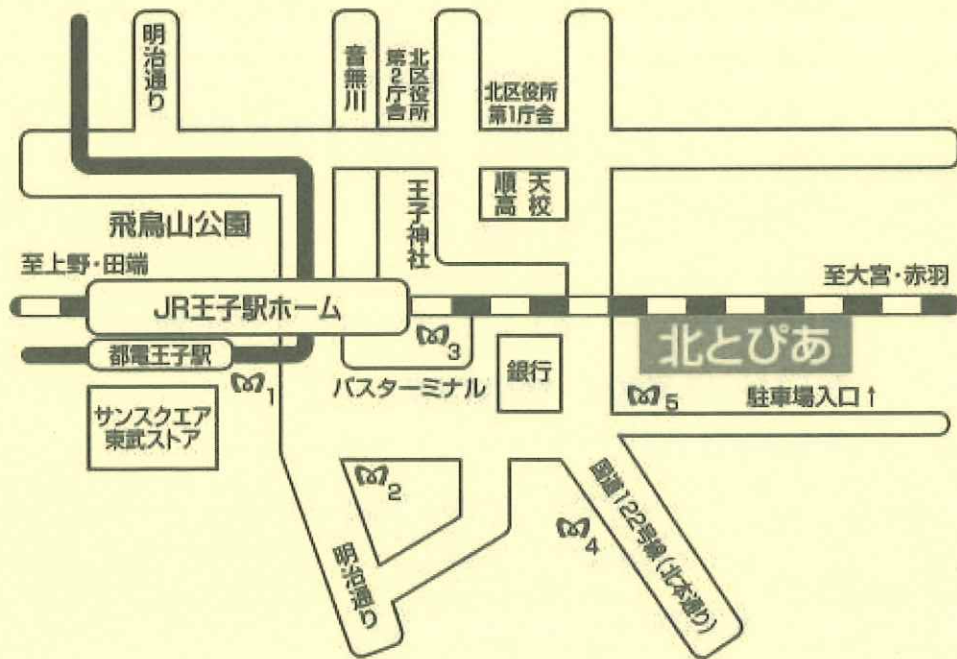 明治通り
音無川
北区役所
第2庁舎
北区役所
第1庁舎
順天
高校
王子神社
飛鳥山公園
至上野・田端
至大宮・赤羽
JR王子駅ホーム
北とぴあ
都電王子駅
3
銀行
バスターミナル
1
5
駐車場入口↑
サンスクエア
東武ストア
2
4
国道122号線(北本通り)
明治通り